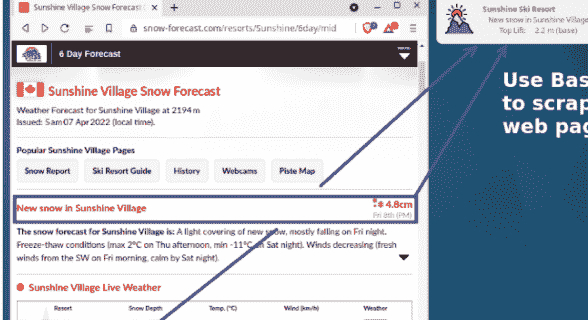 Sunshine Village Snow Forecast
snow-forecast.com/resorts/Sunshine/6day/mid
6 Day Forecast
Sunshine Village Snow Forecast
Weather Forecast for Sunshine Village at 2194 m
Issued: 5 am 07 Apr 2022 (local time).
Popular Sunshine Village Pages
Snow Report Ski Resort Guide History Webcams Piste Map
New snow in Sunshine Village 4.8cm
Fri 8th (PM)
The snow forecast for Sunshine Village is: A light covering of new snow, mostly falling on Fri night.
Freeze-thaw conditions (max 2°C on Thu afternoon, min -11°C on Sat night). Winds decreasing (fresh
winds from the SW on Fri morning, calm by Sat night).
Sunshine Village Live Weather
Resort Snow Depth Temp. (°C) Wind (km/h) Weather
Sunshine Ski Resort
New snow in Sunshine Village
Top Lift: 2.2 m (base)
Use Bas
to scrap
web pag